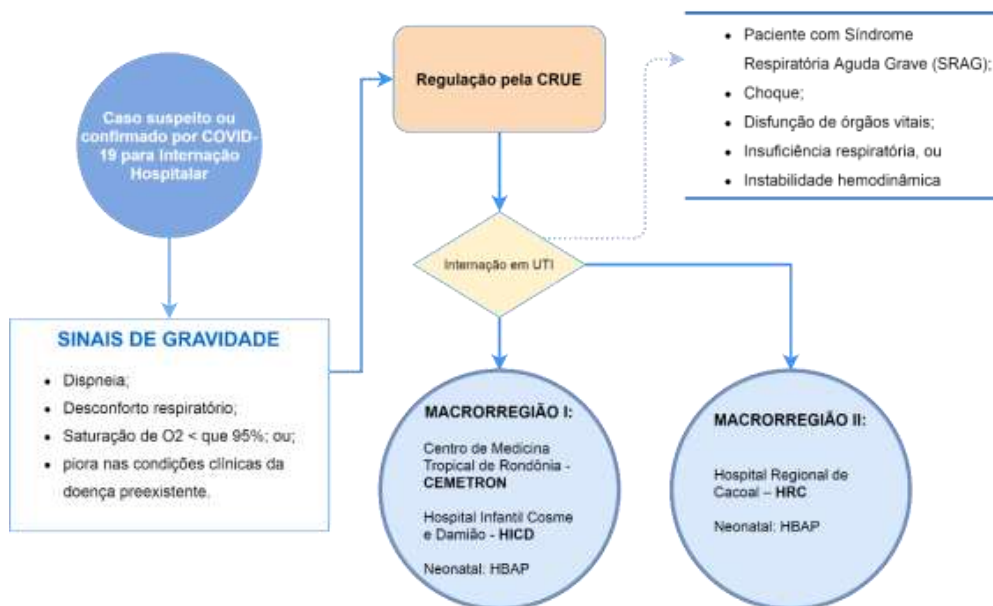 Caso suspeito ou
confirmado por COVID-
19 para Internação
Hospitalar
SINAIS DE GRAVIDADE
• Dispneia;
• Desconforto respiratório;
• Saturação de O2 < que 95%; ou;
• piora nas condições clínicas da
doença preexistente.
Regulação pela CRUE
• Paciente com Síndrome
Respiratória Aguda Grave (SRAG);
• Choque;
• Disfunção de órgãos vitais;
• Insuficiência respiratória, ou
• Instabilidade hemodinâmica
Internação em UTI
MACRORREGIÃO I:
Centro de Medicina
Tropical de Rondônia -
CEMETRON
Hospital Infantil Cosme
e Damião - HICD
Neonatal: HBAP
MACRORREGIÃO II:
Hospital Regional de
Cacoal – HRC
Neonatal: HBAP